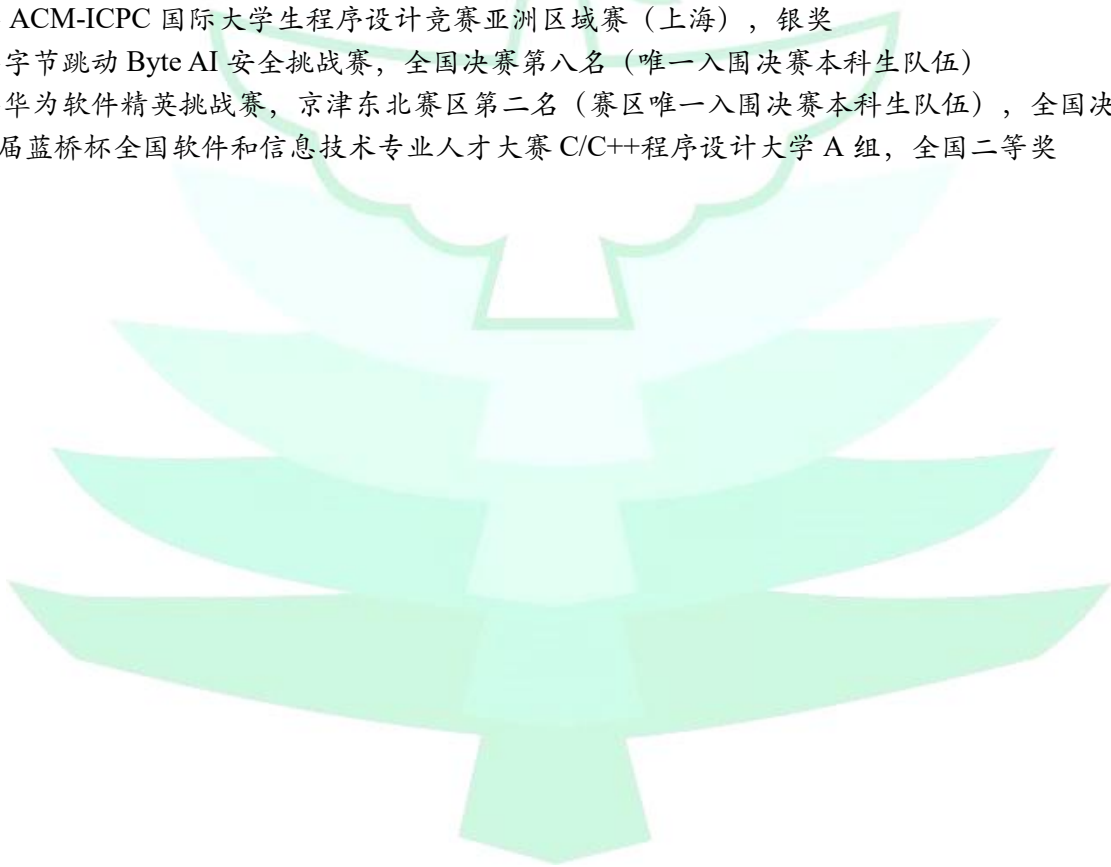 ACM-ICPC 国际大学生程序设计竞赛亚洲区域赛（上海），银奖
字节跳动 Byte AI 安全挑战赛，全国决赛第八名（唯一入围决赛本科生队伍）
华为软件精英挑战赛，京津东北赛区第二名（赛区唯一入围决赛本科生队伍），全国决
届蓝桥杯全国软件和信息技术专业人才大赛 C/C++程序设计大学 A 组，全国二等奖